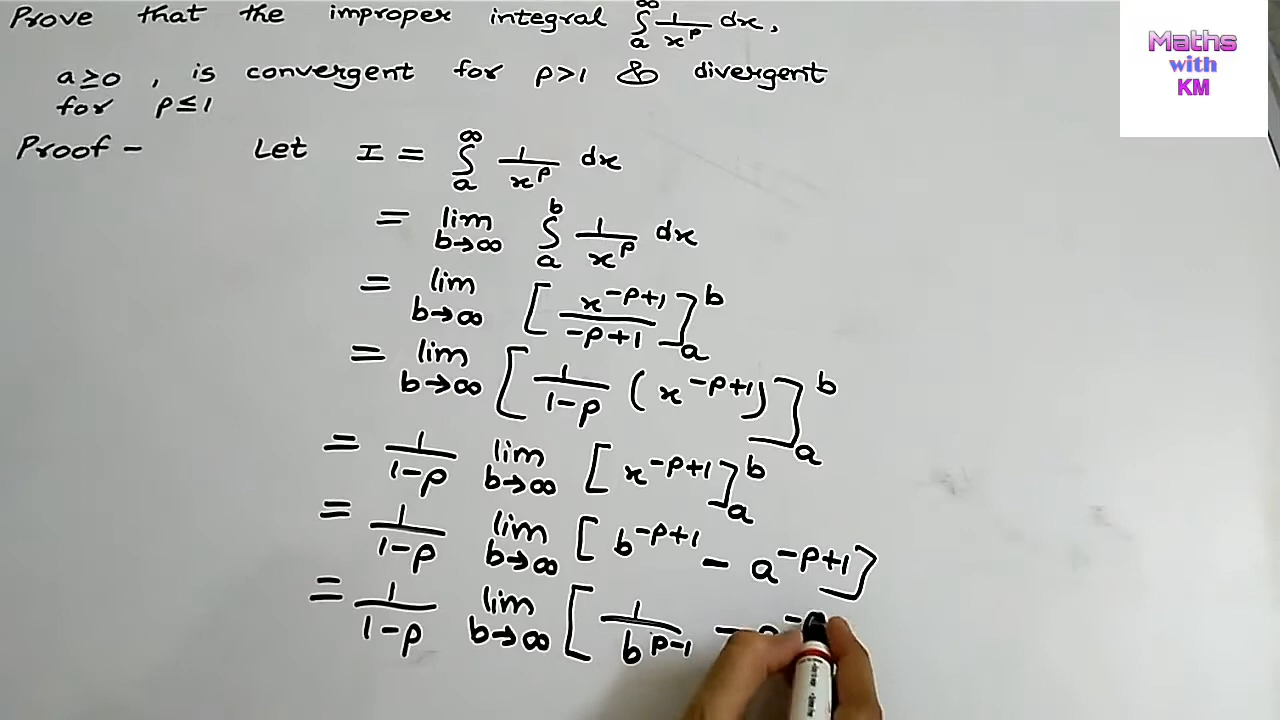 Prove that the improper integral ∫_a^∞ 1/x^p dx,
a≥0, is convergent for p>1 & divergent
for p≤1
Proof - Let I = ∫_a^∞ 1/x^p dx
= lim_{b→∞} ∫_a^b 1/x^p dx
= lim_{b→∞} [x^{-p+1}/(-p+1)]_a^b
= lim_{b→∞} [1/(1-p) (x^{-p+1})]_a^b
= 1/(1-p) lim_{b→∞} [x^{-p+1}]_a^b
= 1/(1-p) lim_{b→∞} [b^{-p+1} - a^{-p+1}]
= 1/(1-p) lim_{b→∞} [1/b^{p-1} -
Maths
with
KM